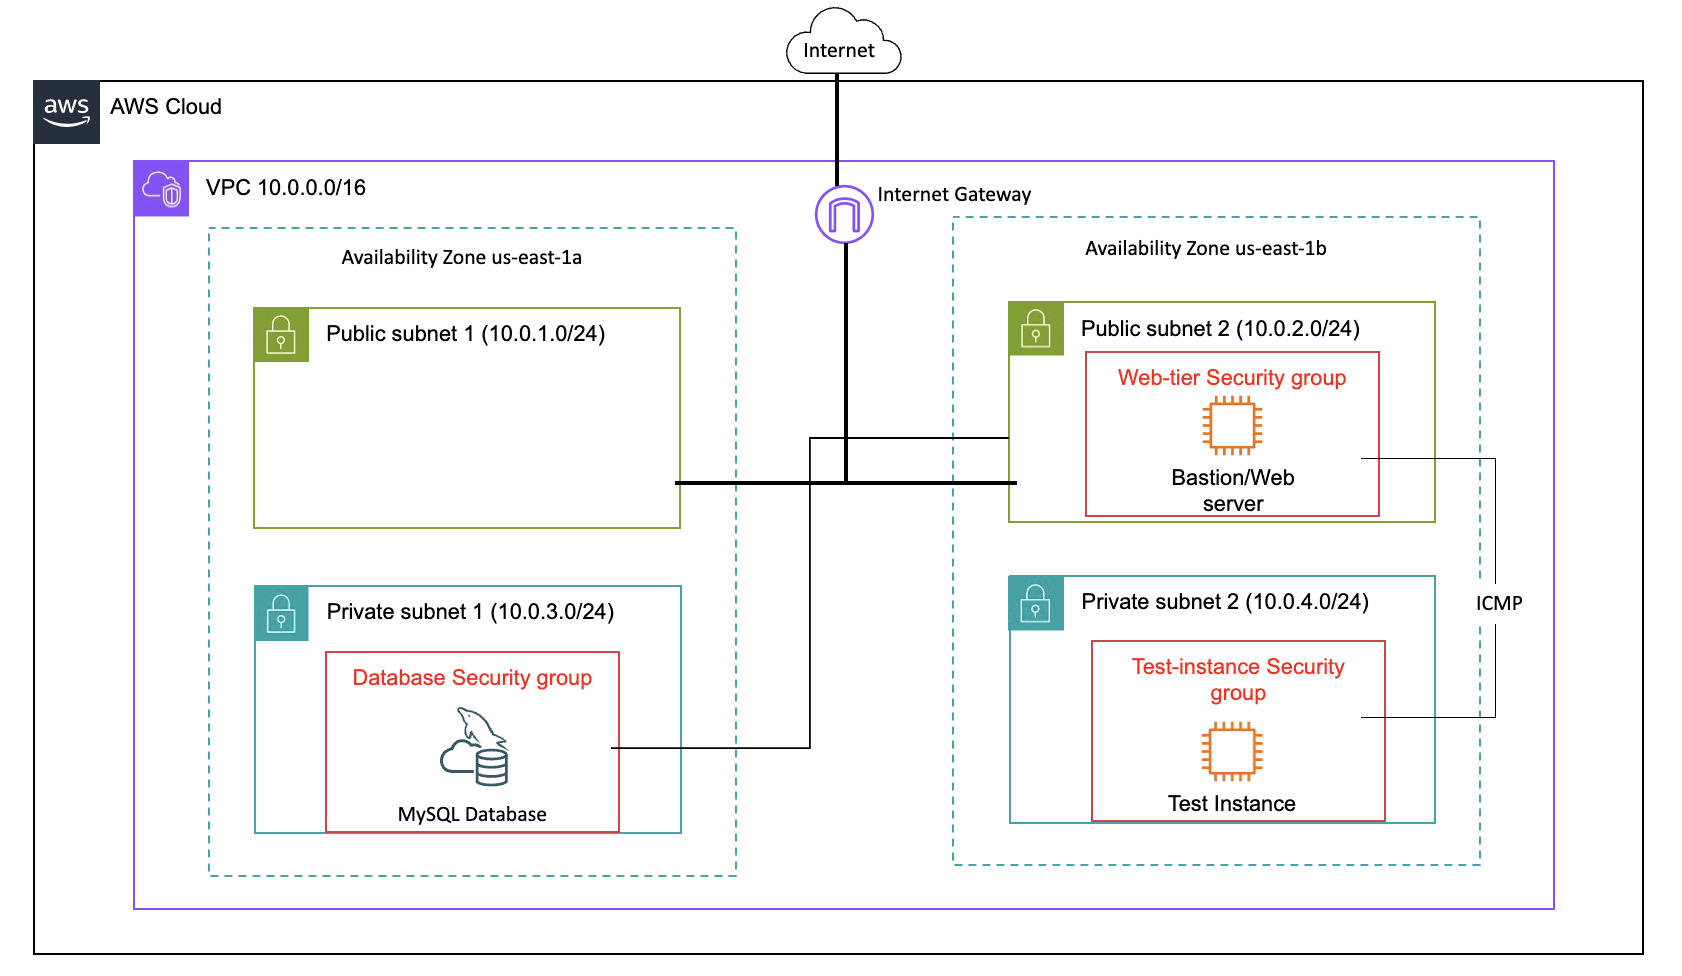 Internet
aws
AWS Cloud
VPC 10.0.0.0/16
Internet Gateway
Availability Zone us-east-1a
Availability Zone us-east-1b
Public subnet 1 (10.0.1.0/24)
Public subnet 2 (10.0.2.0/24)
Web-tier Security group
Bastion/Web
server
Private subnet 1 (10.0.3.0/24)
Database Security group
MySQL Database
Private subnet 2 (10.0.4.0/24)
Test-instance Security
group
Test Instance
ICMP